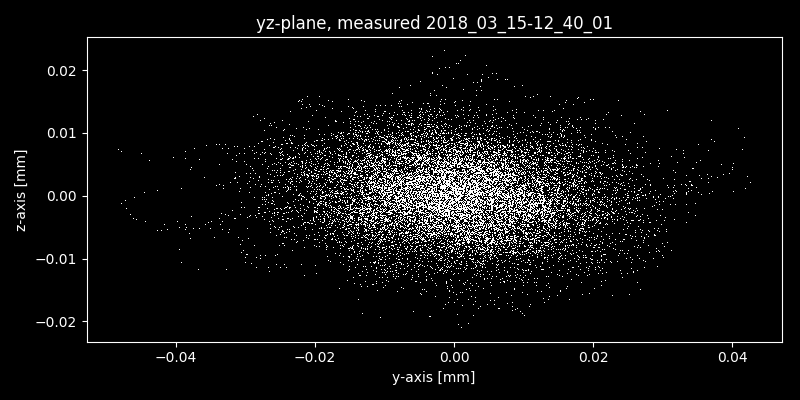 yz-plane, measured 2018_03_15-12_40_01
0.02
0.01
0.00
−0.01
−0.02
z-axis [mm]
−0.04 −0.02 0.00 0.02 0.04
y-axis [mm]